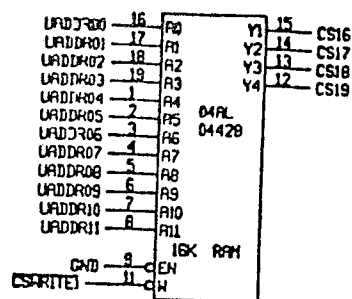 UADDR00 16 A0 Y1 15 CS16
UADDR01 17 A1 Y2 14 CS17
UADDR02 18 A2 Y3 13 CS18
UADDR03 19 A3 Y4 12 CS19
UADDR04 1 A4
UADDR05 2 A5 04AL
UADDR06 3 A6 04428
UADDR07 4 A7
UADDR08 5 A8
UADDR09 6 A9
UADDR10 7 A10
UADDR11 8 A11
16K RAM
GND 9 EN
11 W